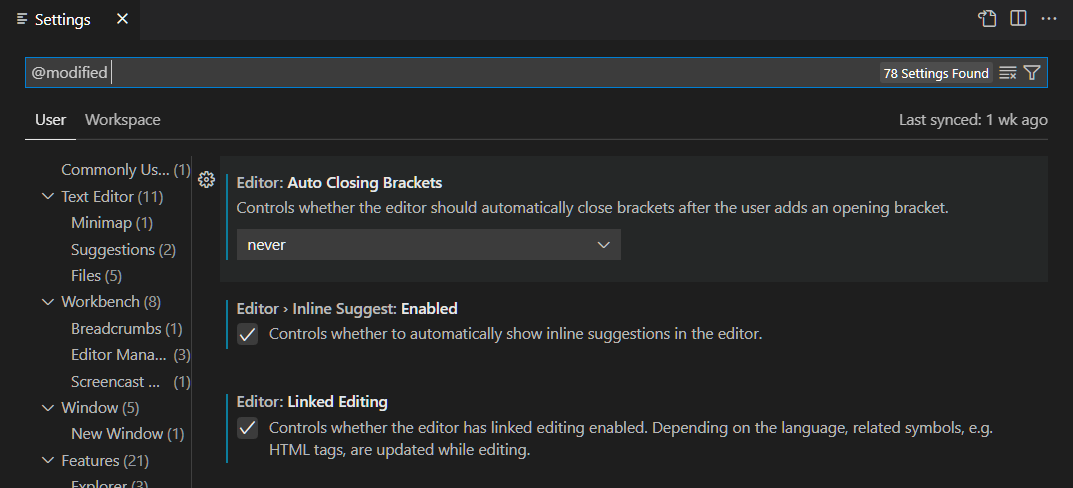 Settings
@modified
78 Settings Found
User
Workspace
Last synced: 1 wk ago
Commonly Us... (1)
Text Editor (11)
Minimap (1)
Suggestions (2)
Files (5)
Workbench (8)
Breadcrumbs (1)
Editor Mana... (3)
Screencast ... (1)
Window (5)
New Window (1)
Features (21)
Explorer (3)
Editor: Auto Closing Brackets
Controls whether the editor should automatically close brackets after the user adds an opening bracket.
never
Editor › Inline Suggest: Enabled
Controls whether to automatically show inline suggestions in the editor.
Editor: Linked Editing
Controls whether the editor has linked editing enabled. Depending on the language, related symbols, e.g.
HTML tags, are updated while editing.